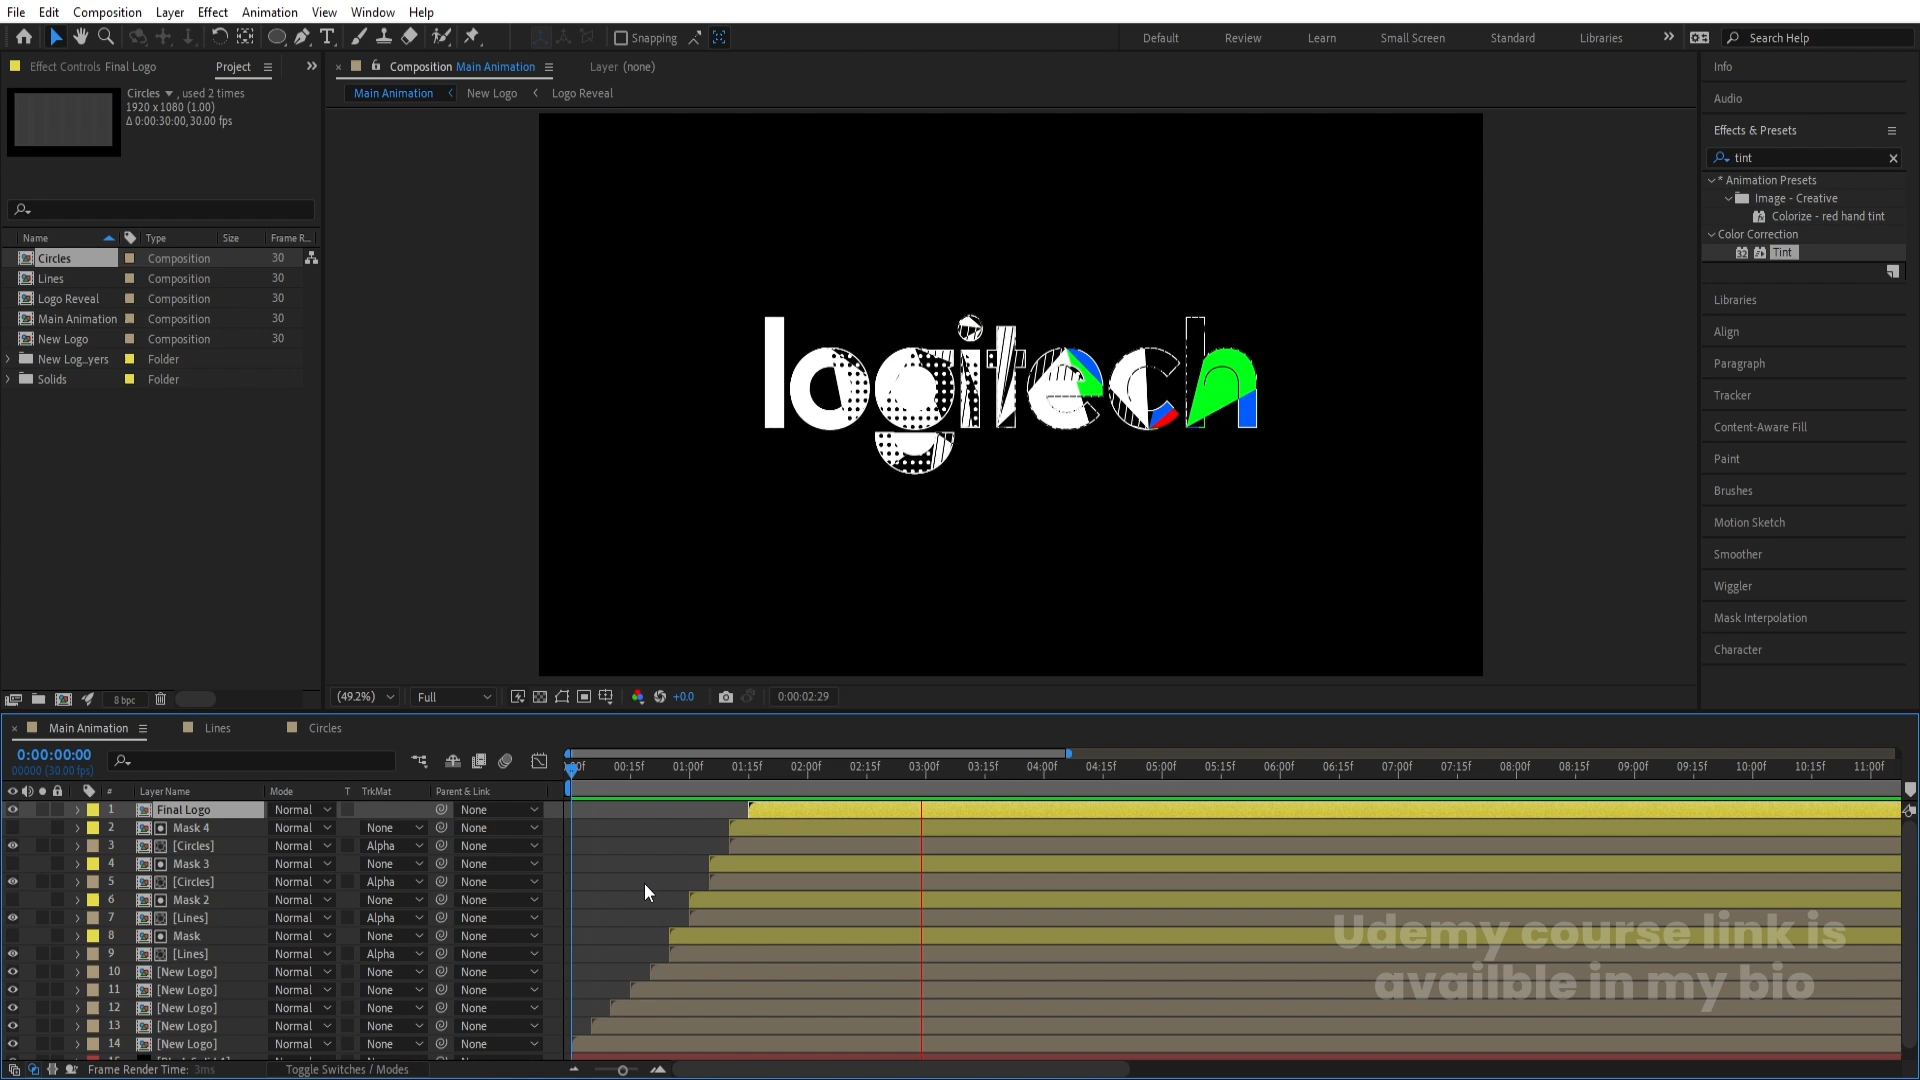 File Edit Composition Layer Effect Animation View Window Help
Snapping
Default Review Learn Small Screen Standard Libraries Search Help
Effect Controls Final Logo Project
Circles , used 2 times
1920 x 1080 (1.00)
Δ 0:00:30:00, 30.00 fps
Name Type Size Frame R...
Circles Composition 30
Lines Composition 30
Logo Reveal Composition 30
Main Animation Composition 30
New Logo Composition 30
New Log...yers Folder
Solids Folder
8 bpc
Composition Main Animation Layer (none)
Main Animation New Logo Logo Reveal
logitech
(49.2%) Full +0.0 0:00:02:29
Info
Audio
Effects & Presets
tint
* Animation Presets
Image - Creative
Colorize - red hand tint
Color Correction
32 Tint
Libraries
Align
Paragraph
Tracker
Content-Aware Fill
Paint
Brushes
Motion Sketch
Smoother
Wiggler
Mask Interpolation
Character
Main Animation Lines Circles
0:00:00:00
00000 (30.00 fps)
:00f 00:15f 01:00f 01:15f 02:00f 02:15f 03:00f 03:15f 04:00f 04:15f 05:00f 05:15f 06:00f 06:15f 07:00f 07:15f 08:00f 08:15f 09:00f 09:15f 10:00f 10:15f 11:00f
# Layer Name Mode T TrkMat Parent & Link
1 Final Logo Normal None
2 Mask 4 Normal None None
3 [Circles] Normal Alpha None
4 Mask 3 Normal None None
5 [Circles] Normal Alpha None
6 Mask 2 Normal None None
7 [Lines] Normal Alpha None
8 Mask Normal None None
9 [Lines] Normal Alpha None
10 [New Logo] Normal None None
11 [New Logo] Normal None None
12 [New Logo] Normal None None
13 [New Logo] Normal None None
14 [New Logo] Normal None None
Udemy course link is
availble in my bio
Frame Render Time: 3ms Toggle Switches / Modes